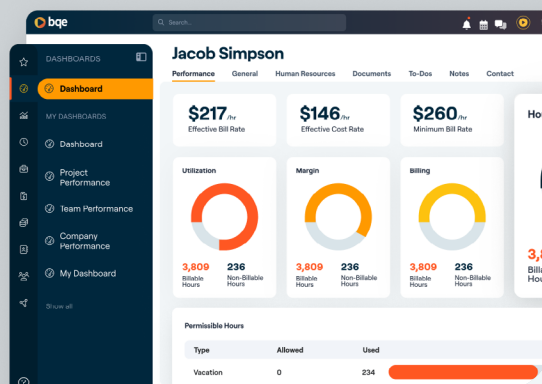 bqe
Search...
DASHBOARDS
Dashboard
MY DASHBOARDS
Dashboard
Project
Performance
Team Performance
Company
Performance
My Dashboard
Show all
Jacob Simpson
Performance General Human Resources Documents To-Dos Notes Contact
$217/hr
Effective Bill Rate
$146/hr
Effective Cost Rate
$260/hr
Minimum Bill Rate
Utilization
3,809 236
Billable Non-Billable
Hours Hours
Margin
3,809 236
Billable Non-Billable
Hours Hours
Billing
3,809 236
Billable Non-Billable
Hours Hours
Permissible Hours
Type Allowed Used
Vacation 0 234